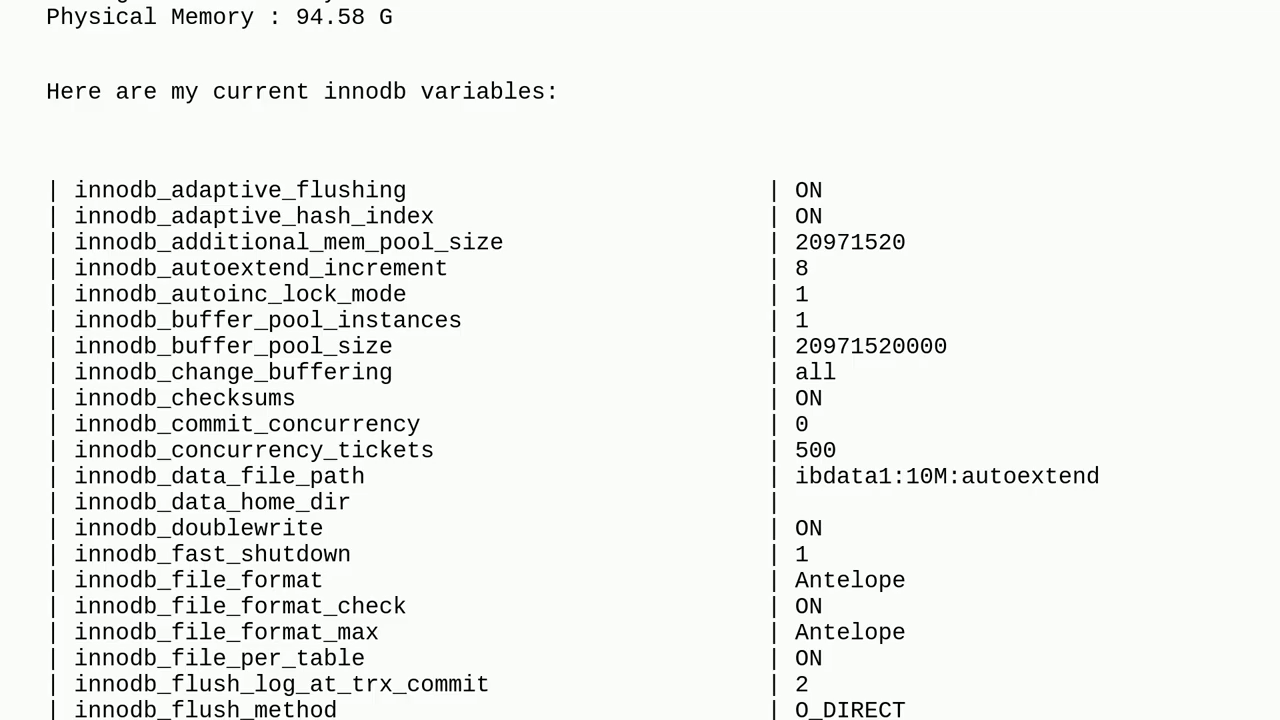 Physical Memory : 94.58 G
Here are my current innodb variables:
| innodb_adaptive_flushing | ON
| innodb_adaptive_hash_index | ON
| innodb_additional_mem_pool_size | 20971520
| innodb_autoextend_increment | 8
| innodb_autoinc_lock_mode | 1
| innodb_buffer_pool_instances | 1
| innodb_buffer_pool_size | 20971520000
| innodb_change_buffering | all
| innodb_checksums | ON
| innodb_commit_concurrency | 0
| innodb_concurrency_tickets | 500
| innodb_data_file_path | ibdata1:10M:autoextend
| innodb_data_home_dir |
| innodb_doublewrite | ON
| innodb_fast_shutdown | 1
| innodb_file_format | Antelope
| innodb_file_format_check | ON
| innodb_file_format_max | Antelope
| innodb_file_per_table | ON
| innodb_flush_log_at_trx_commit | 2
| innodb_flush_method | O_DIRECT